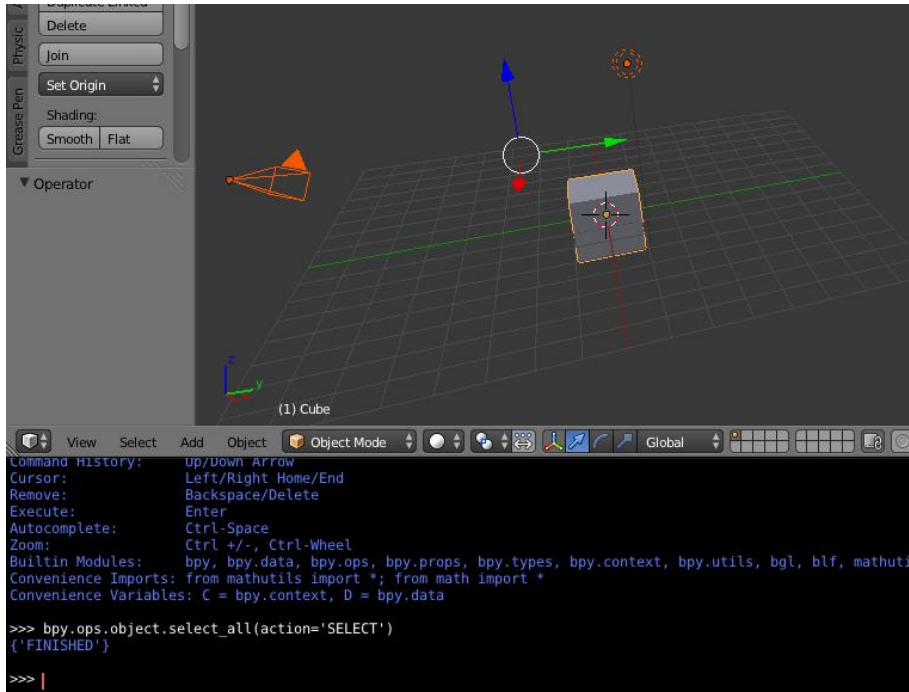 Duplicate Linked
Delete
Join
Set Origin
Shading:
Smooth Flat
Physic
Grease Pen
Operator
z
y
(1) Cube
View Select Add Object Object Mode Global
Command History: Up/Down Arrow
Cursor: Left/Right Home/End
Remove: Backspace/Delete
Execute: Enter
Autocomplete: Ctrl-Space
Zoom: Ctrl +/-, Ctrl-Wheel
Builtin Modules: bpy, bpy.data, bpy.ops, bpy.props, bpy.types, bpy.context, bpy.utils, bgl, blf, mathuti
Convenience Imports: from mathutils import *; from math import *
Convenience Variables: C = bpy.context, D = bpy.data
>>> bpy.ops.object.select_all(action='SELECT')
{'FINISHED'}
>>>